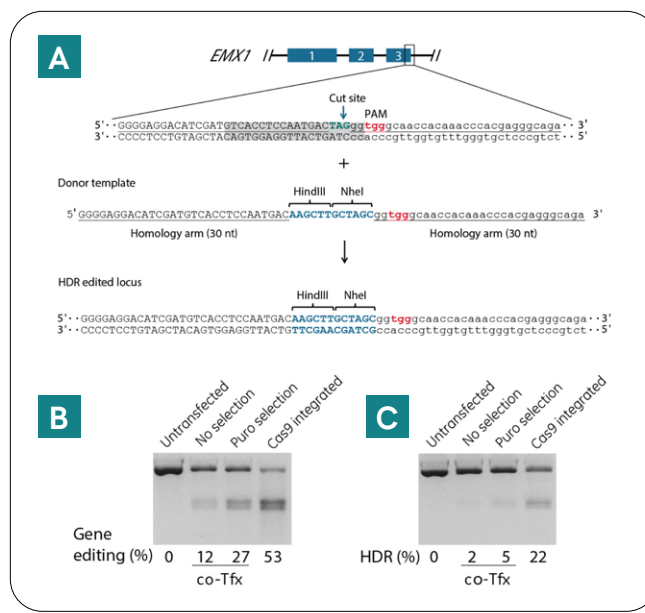 A
EMX1
1 2 3
Cut site
PAM
5'··GGGGAGGACATCGATGTCACCTCCAATGACTAGggtgggcaaccacaaacccacgagggcaga··3'
3'··CCCCTCCTGTAGCTACAGTGGAGGTTACTGATCccacccgttggtgtttgggtgctcccgtct··5'
+
Donor template
HindIII NheI
5'GGGGAGGACATCGATGTCACCTCCAATGACAAGCTTGCTAGCggtgggcaaccacaaacccacgagggcaga 3'
Homology arm (30 nt) Homology arm (30 nt)
HDR edited locus
HindIII NheI
5'··GGGGAGGACATCGATGTCACCTCCAATGACAAGCTTGCTAGCggtgggcaaccacaaacccacgagggcaga··3'
3'··CCCCTCCTGTAGCTACAGTGGAGGTTACTGTTCGAACGATCGccacccgttggtgtttgggtgctcccgtct··5'
B
Untransfected
No selection
Puro selection
Cas9 integrated
Gene
editing (%) 0 12 27 53
co-Tfx
C
Untransfected
No selection
Puro selection
Cas9 integrated
HDR (%) 0 2 5 22
co-Tfx